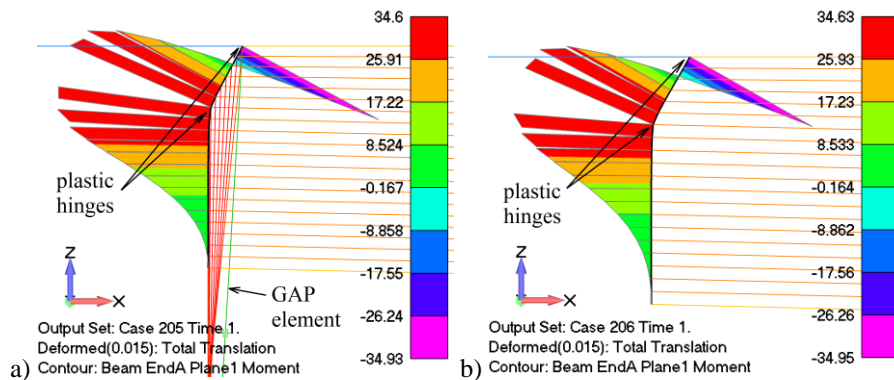 34.6
25.91
17.22
8.524
-0.167
-8.858
-17.55
-26.24
-34.93
plastic
hinges
GAP
element
Z
X
Output Set: Case 205 Time 1.
Deformed(0.015): Total Translation
Contour: Beam EndA Plane1 Moment
a)
34.63
25.93
17.23
8.533
-0.164
-8.862
-17.56
-26.26
-34.95
plastic
hinges
Z
X
Output Set: Case 206 Time 1.
Deformed(0.015): Total Translation
Contour: Beam EndA Plane1 Moment
b)